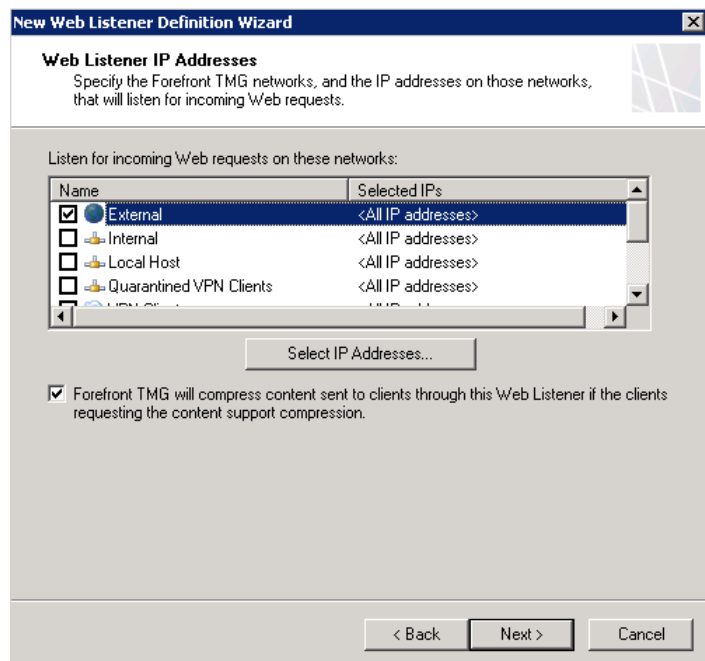 New Web Listener Definition Wizard
Web Listener IP Addresses
Specify the Forefront TMG networks, and the IP addresses on those networks,
that will listen for incoming Web requests.
Listen for incoming Web requests on these networks:
Name Selected IPs
External <All IP addresses>
Internal <All IP addresses>
Local Host <All IP addresses>
Quarantined VPN Clients <All IP addresses>
Select IP Addresses...
Forefront TMG will compress content sent to clients through this Web Listener if the clients
requesting the content support compression.
< Back Next > Cancel